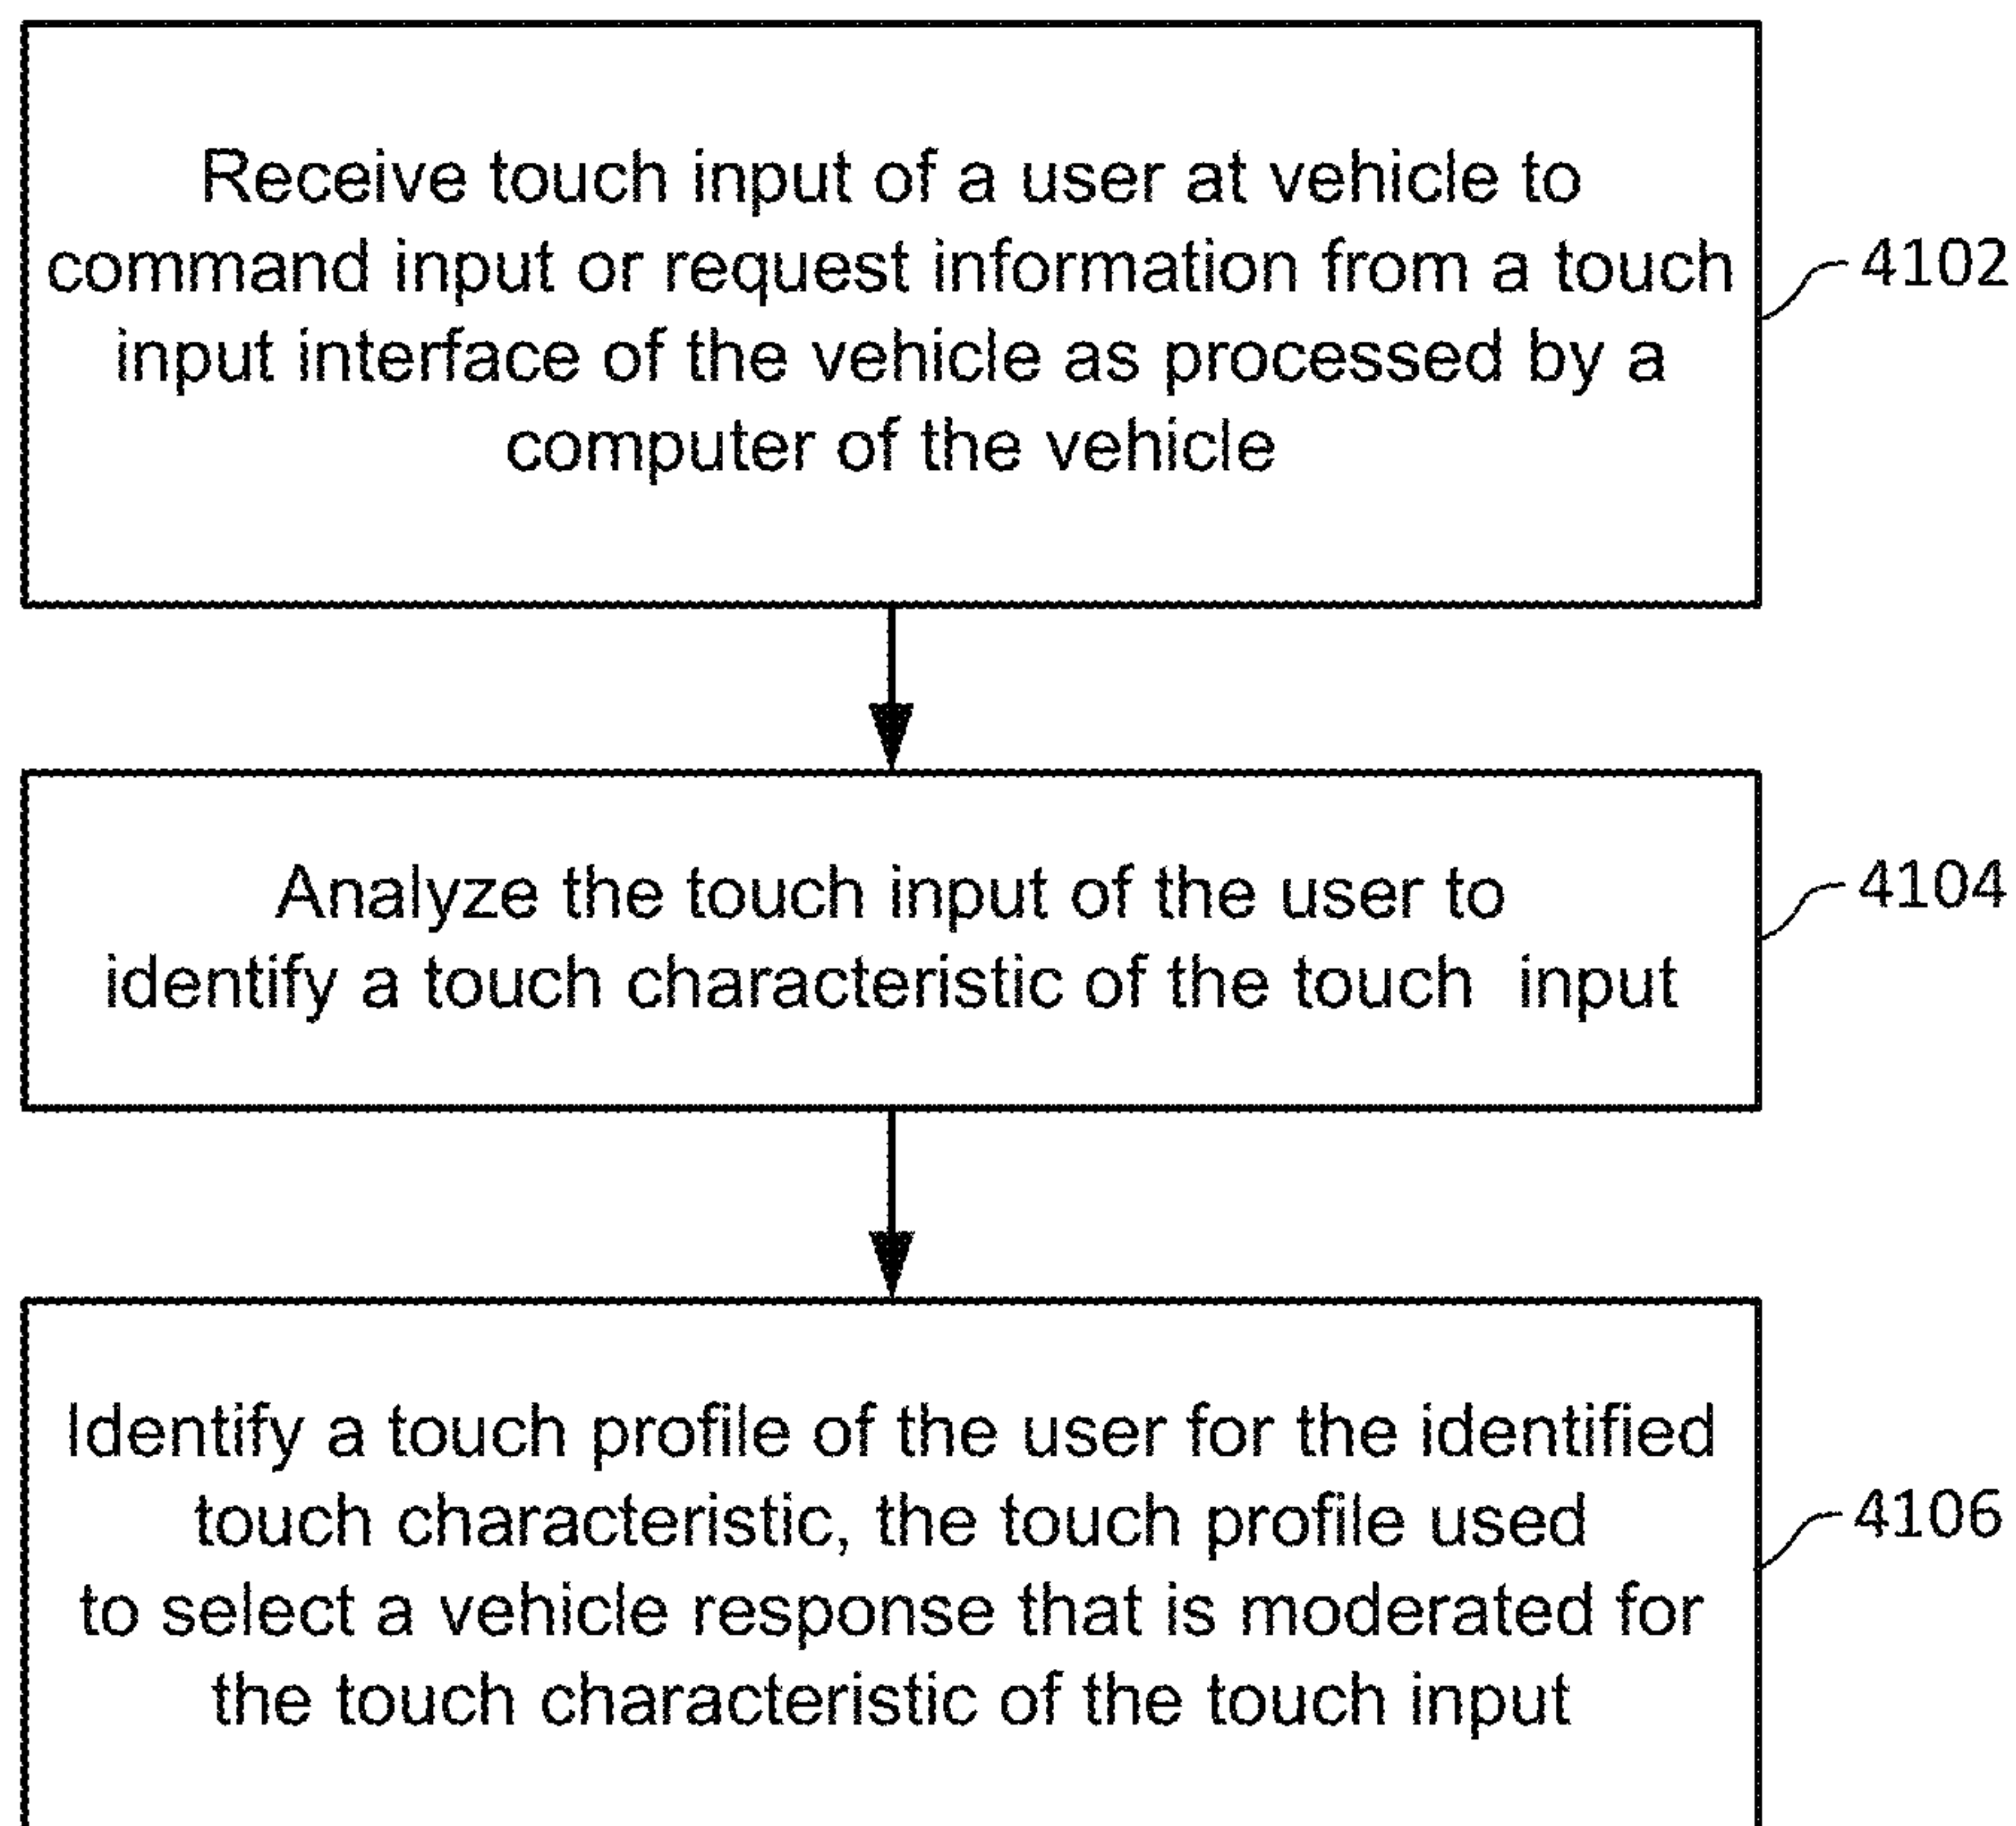 Receive touch input of a user at vehicle to
command input or request information from a touch
input interface of the vehicle as processed by a
computer of the vehicle
4102
Analyze the touch input of the user to
identify a touch characteristic of the touch input
4104
Identify a touch profile of the user for the identified
touch characteristic, the touch profile used
to select a vehicle response that is moderated for
the touch characteristic of the touch input
4106